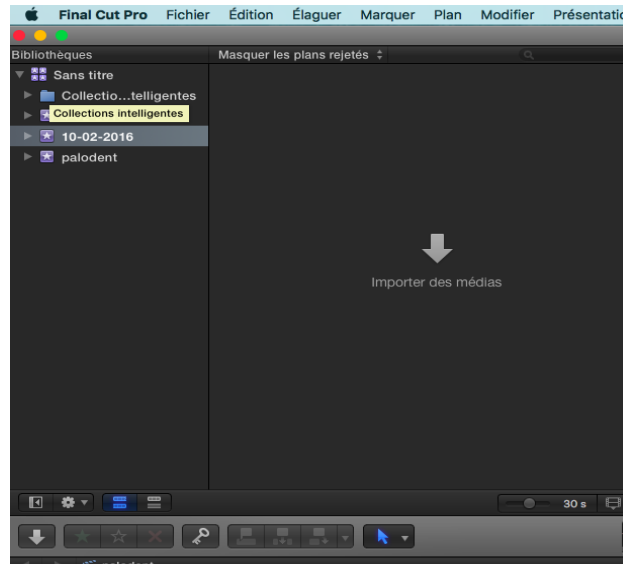 Final Cut Pro Fichier Édition Élaguer Marquer Plan Modifier Présentatio
Bibliothèques Masquer les plans rejetés
Sans titre
Collectio...telligentes
Collections intelligentes
10-02-2016
palodent
Importer des médias
30 s
palodent